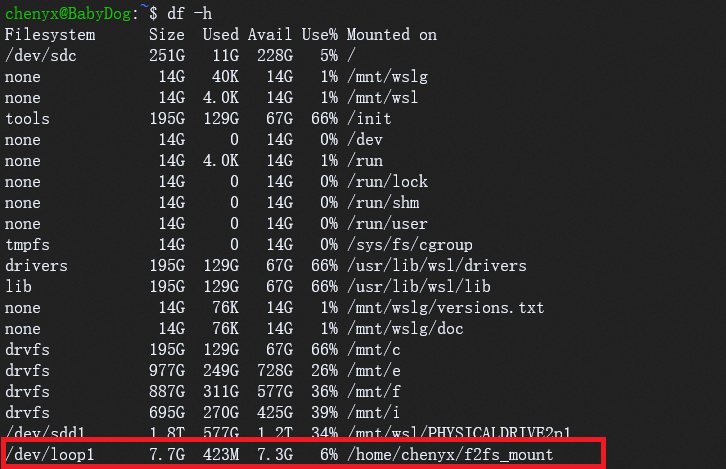 chenyx@BabyDog:~$ df -h
Filesystem Size Used Avail Use% Mounted on
/dev/sdc 251G 11G 228G 5% /
none 14G 40K 14G 1% /mnt/wslg
none 14G 4.0K 14G 1% /mnt/wsl
tools 195G 129G 67G 66% /init
none 14G 0 14G 0% /dev
none 14G 4.0K 14G 1% /run
none 14G 0 14G 0% /run/lock
none 14G 0 14G 0% /run/shm
none 14G 0 14G 0% /run/user
tmpfs 14G 0 14G 0% /sys/fs/cgroup
drivers 195G 129G 67G 66% /usr/lib/wsl/drivers
lib 195G 129G 67G 66% /usr/lib/wsl/lib
none 14G 76K 14G 1% /mnt/wslg/versions.txt
none 14G 76K 14G 1% /mnt/wslg/doc
drvfs 195G 129G 67G 66% /mnt/c
drvfs 977G 249G 728G 26% /mnt/e
drvfs 887G 311G 577G 36% /mnt/f
drvfs 695G 270G 425G 39% /mnt/i
/dev/sdd1 1.8T 577G 1.2T 34% /mnt/wsl/PHYSICALDRIVE2p1
/dev/loop1 7.7G 423M 7.3G 6% /home/chenyx/f2fs_mount